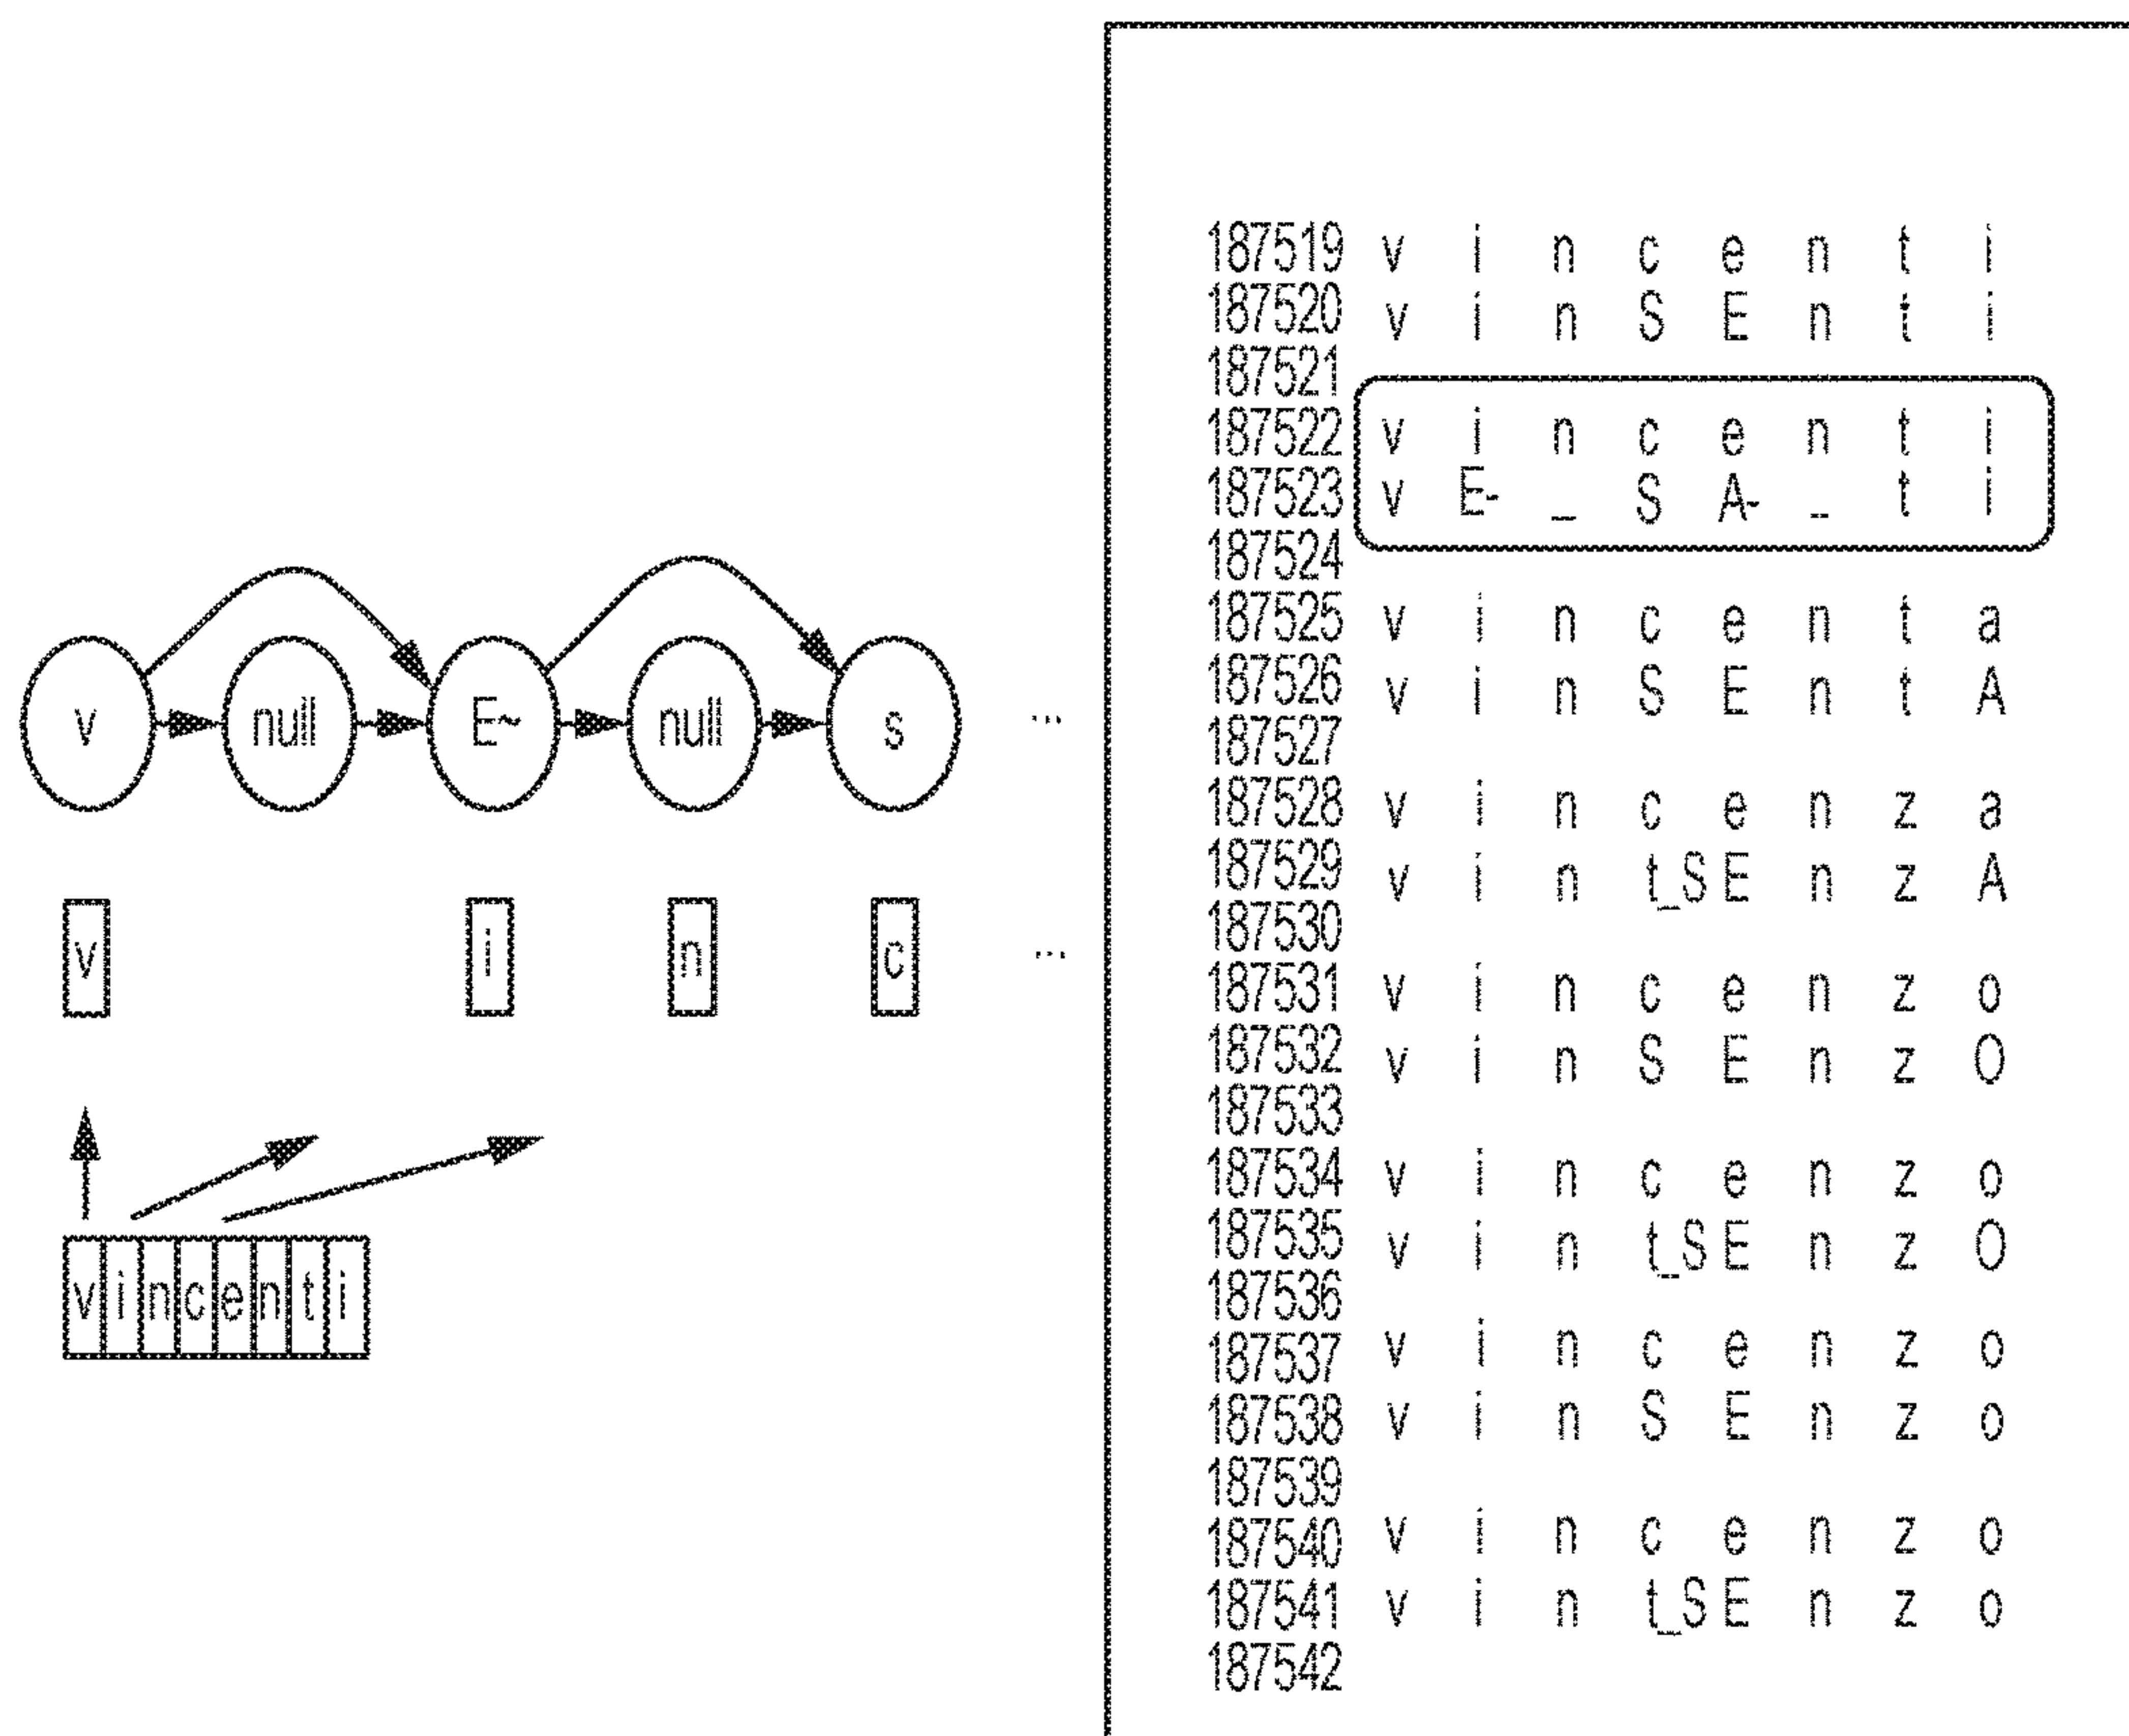 v null E~ null s ...
v i n c ...
v i n c e n t i
187519 v i n c e n t i
187520 v i n S E n t i
187521
187522 v i n c e n t i
187523 v E~ _ S A~ _ t i
187524
187525 v i n c e n t a
187526 v i n S E n t A
187527
187528 v i n c e n z a
187529 v i n t_S E n z A
187530
187531 v i n c e n z o
187532 v i n S E n z O
187533
187534 v i n c e n z o
187535 v i n t_S E n z O
187536
187537 v i n c e n z o
187538 v i n S E n z o
187539
187540 v i n c e n z o
187541 v i n t_S E n z o
187542